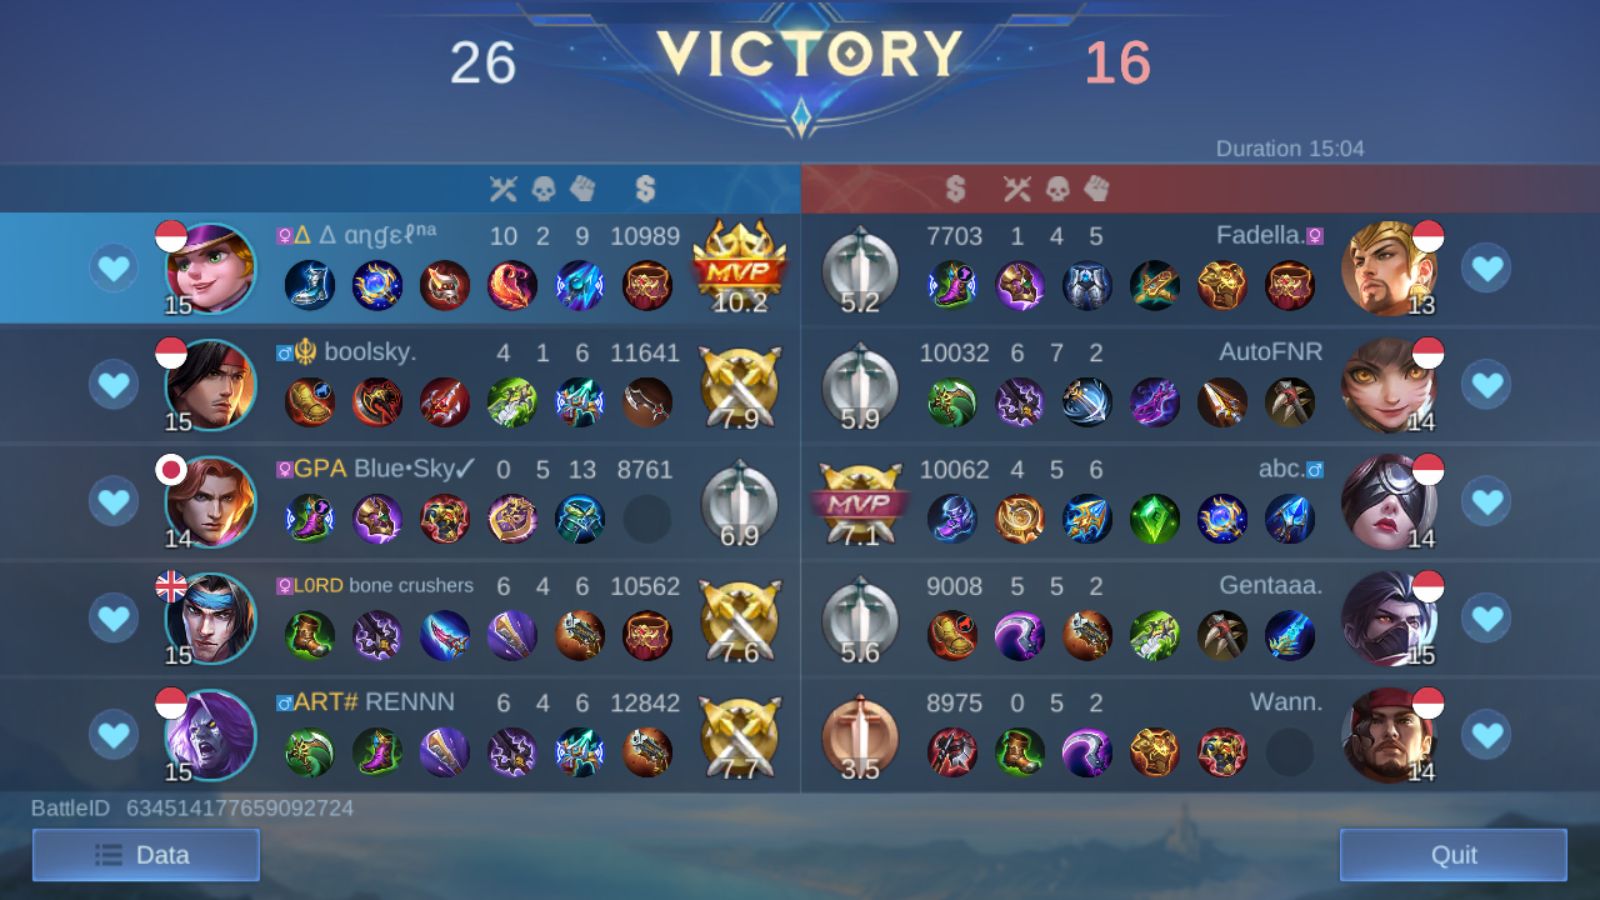 26 VICTORY 16
Duration 15:04
Δ Δ αɳɠɛℓⁿᵃ 10 2 9 10989 MVP 10.2 15
5.2 7703 1 4 5 Fadella. 13
boolsky. 4 1 6 11641 7.9 15
5.9 10032 6 7 2 AutoFNR 14
GPA Blue•Sky✓ 0 5 13 8761 6.9 14
MVP 7.1 10062 4 5 6 abc. 14
L0RD bone crushers 6 4 6 10562 7.6 15
5.6 9008 5 5 2 Gentaaa. 15
ART# RENNN 6 4 6 12842 7.7 15
3.5 8975 0 5 2 Wann. 14
BattleID 634514177659092724
Data
Quit